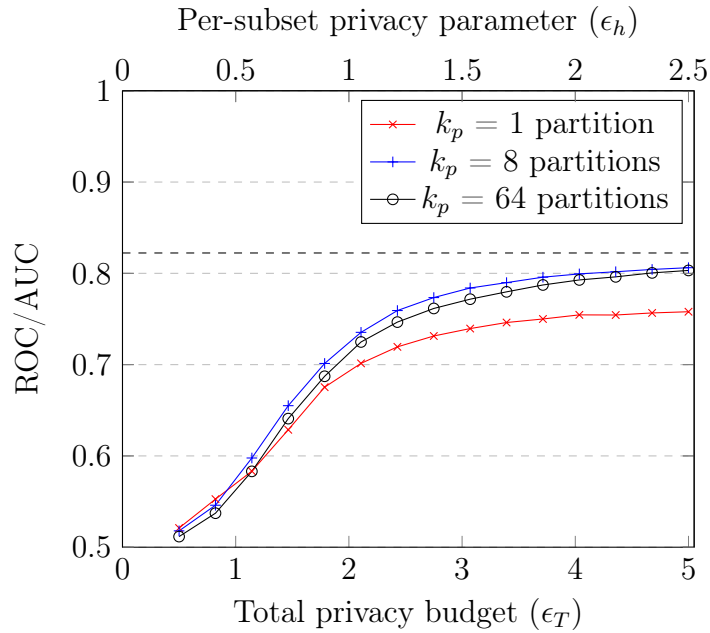 Per-subset privacy parameter (ϵ_h)
0 0.5 1 1.5 2 2.5
1
0.9
0.8
0.7
0.6
0.5
ROC/AUC
k_p = 1 partition
k_p = 8 partitions
k_p = 64 partitions
0 1 2 3 4 5
Total privacy budget (ϵ_T)